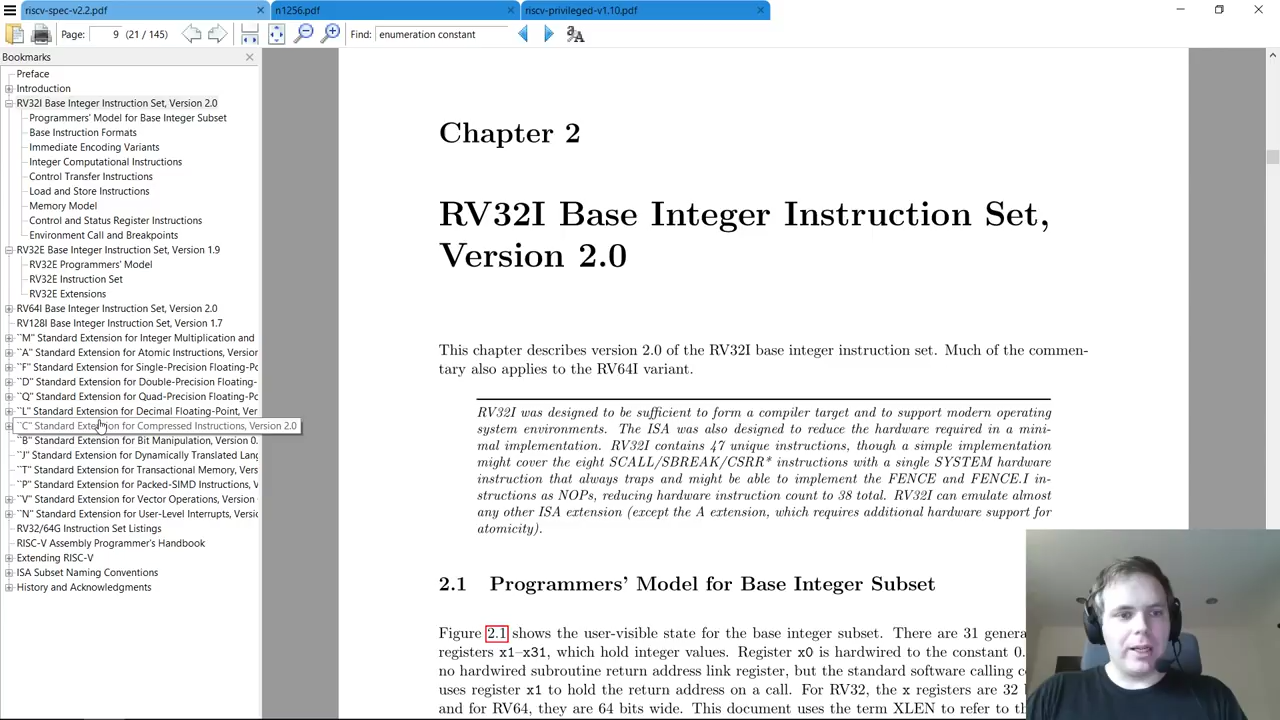 riscv-spec-v2.2.pdf
n1256.pdf
riscv-privileged-v1.10.pdf
Page: 9 (21 / 145)
Find: enumeration constant
Bookmarks
Preface
Introduction
RV32I Base Integer Instruction Set, Version 2.0
Programmers' Model for Base Integer Subset
Base Instruction Formats
Immediate Encoding Variants
Integer Computational Instructions
Control Transfer Instructions
Load and Store Instructions
Memory Model
Control and Status Register Instructions
Environment Call and Breakpoints
RV32E Base Integer Instruction Set, Version 1.9
RV32E Programmers' Model
RV32E Instruction Set
RV32E Extensions
RV64I Base Integer Instruction Set, Version 2.0
RV128I Base Integer Instruction Set, Version 1.7
``M'' Standard Extension for Integer Multiplication and
``A'' Standard Extension for Atomic Instructions, Version
``F'' Standard Extension for Single-Precision Floating-Po
``D'' Standard Extension for Double-Precision Floating-
``Q'' Standard Extension for Quad-Precision Floating-Po
``L'' Standard Extension for Decimal Floating-Point, Ver
``C'' Standard Extension for Compressed Instructions, Version 2.0
``B'' Standard Extension for Bit Manipulation, Version 0.
``J'' Standard Extension for Dynamically Translated Lang
``T'' Standard Extension for Transactional Memory, Vers
``P'' Standard Extension for Packed-SIMD Instructions, V
``V'' Standard Extension for Vector Operations, Version
``N'' Standard Extension for User-Level Interrupts, Versio
RV32/64G Instruction Set Listings
RISC-V Assembly Programmer's Handbook
Extending RISC-V
ISA Subset Naming Conventions
History and Acknowledgments
Chapter 2
RV32I Base Integer Instruction Set,
Version 2.0
This chapter describes version 2.0 of the RV32I base integer instruction set. Much of the commen-
tary also applies to the RV64I variant.
RV32I was designed to be sufficient to form a compiler target and to support modern operating
system environments. The ISA was also designed to reduce the hardware required in a mini-
mal implementation. RV32I contains 47 unique instructions, though a simple implementation
might cover the eight SCALL/SBREAK/CSRR* instructions with a single SYSTEM hardware
instruction that always traps and might be able to implement the FENCE and FENCE.I in-
structions as NOPs, reducing hardware instruction count to 38 total. RV32I can emulate almost
any other ISA extension (except the A extension, which requires additional hardware support for
atomicity).
2.1 Programmers' Model for Base Integer Subset
Figure 2.1 shows the user-visible state for the base integer subset. There are 31 genera
registers x1–x31, which hold integer values. Register x0 is hardwired to the constant 0.
no hardwired subroutine return address link register, but the standard software calling c
uses register x1 to hold the return address on a call. For RV32, the x registers are 32 b
and for RV64, they are 64 bits wide. This document uses the term XLEN to refer to th